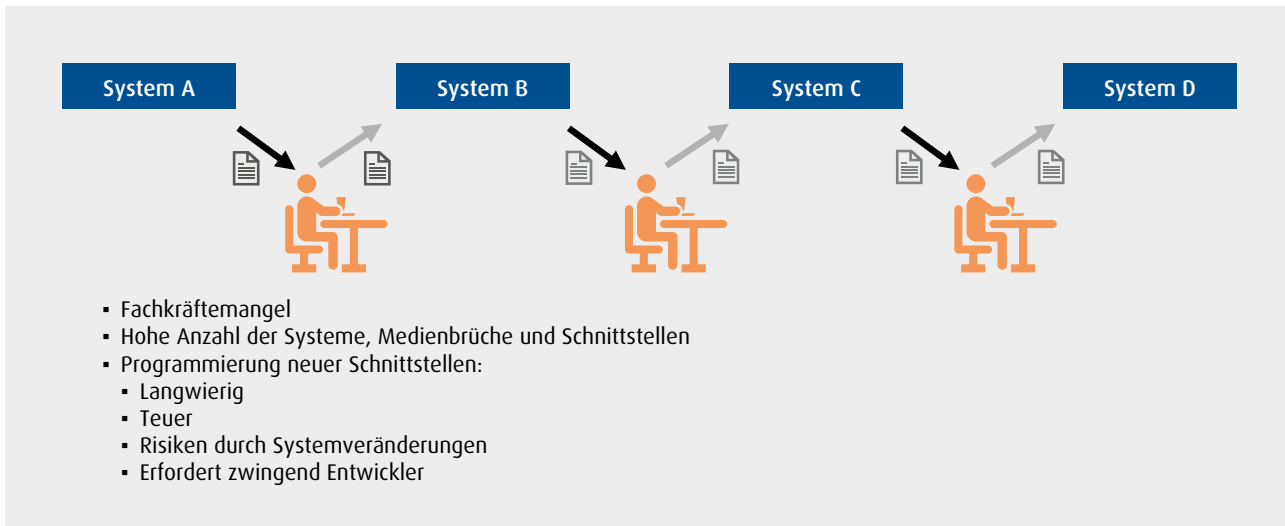 System A
System B
System C
System D
▪ Fachkräftemangel
▪ Hohe Anzahl der Systeme, Medienbrüche und Schnittstellen
▪ Programmierung neuer Schnittstellen:
▪ Langwierig
▪ Teuer
▪ Risiken durch Systemveränderungen
▪ Erfordert zwingend Entwickler